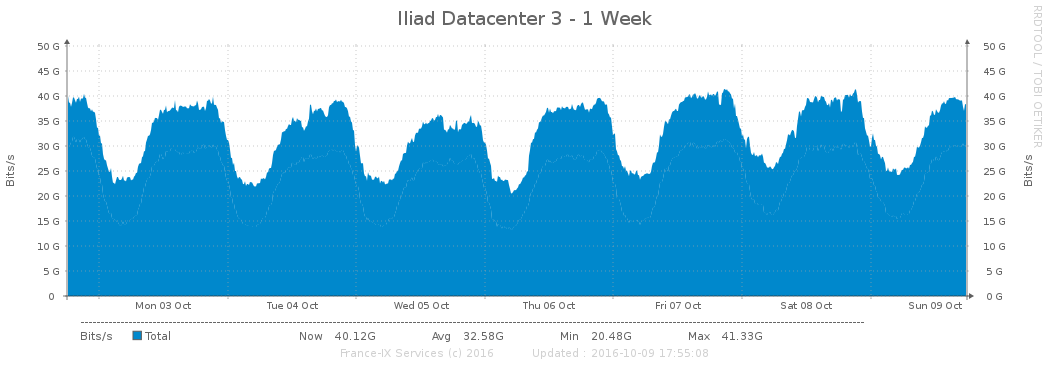 Iliad Datacenter 3 - 1 Week
RRDTOOL / TOBI OETIKER
50 G 50 G
45 G 45 G
40 G 40 G
35 G 35 G
30 G 30 G
25 G 25 G
20 G 20 G
15 G 15 G
10 G 10 G
5 G 5 G
0 0 G
Bits/s Bits/s
Mon 03 Oct Tue 04 Oct Wed 05 Oct Thu 06 Oct Fri 07 Oct Sat 08 Oct Sun 09 Oct
Bits/s Total Now 40.12G Avg 32.58G Min 20.48G Max 41.33G
France-IX Services (c) 2016 Updated : 2016-10-09 17:55:08